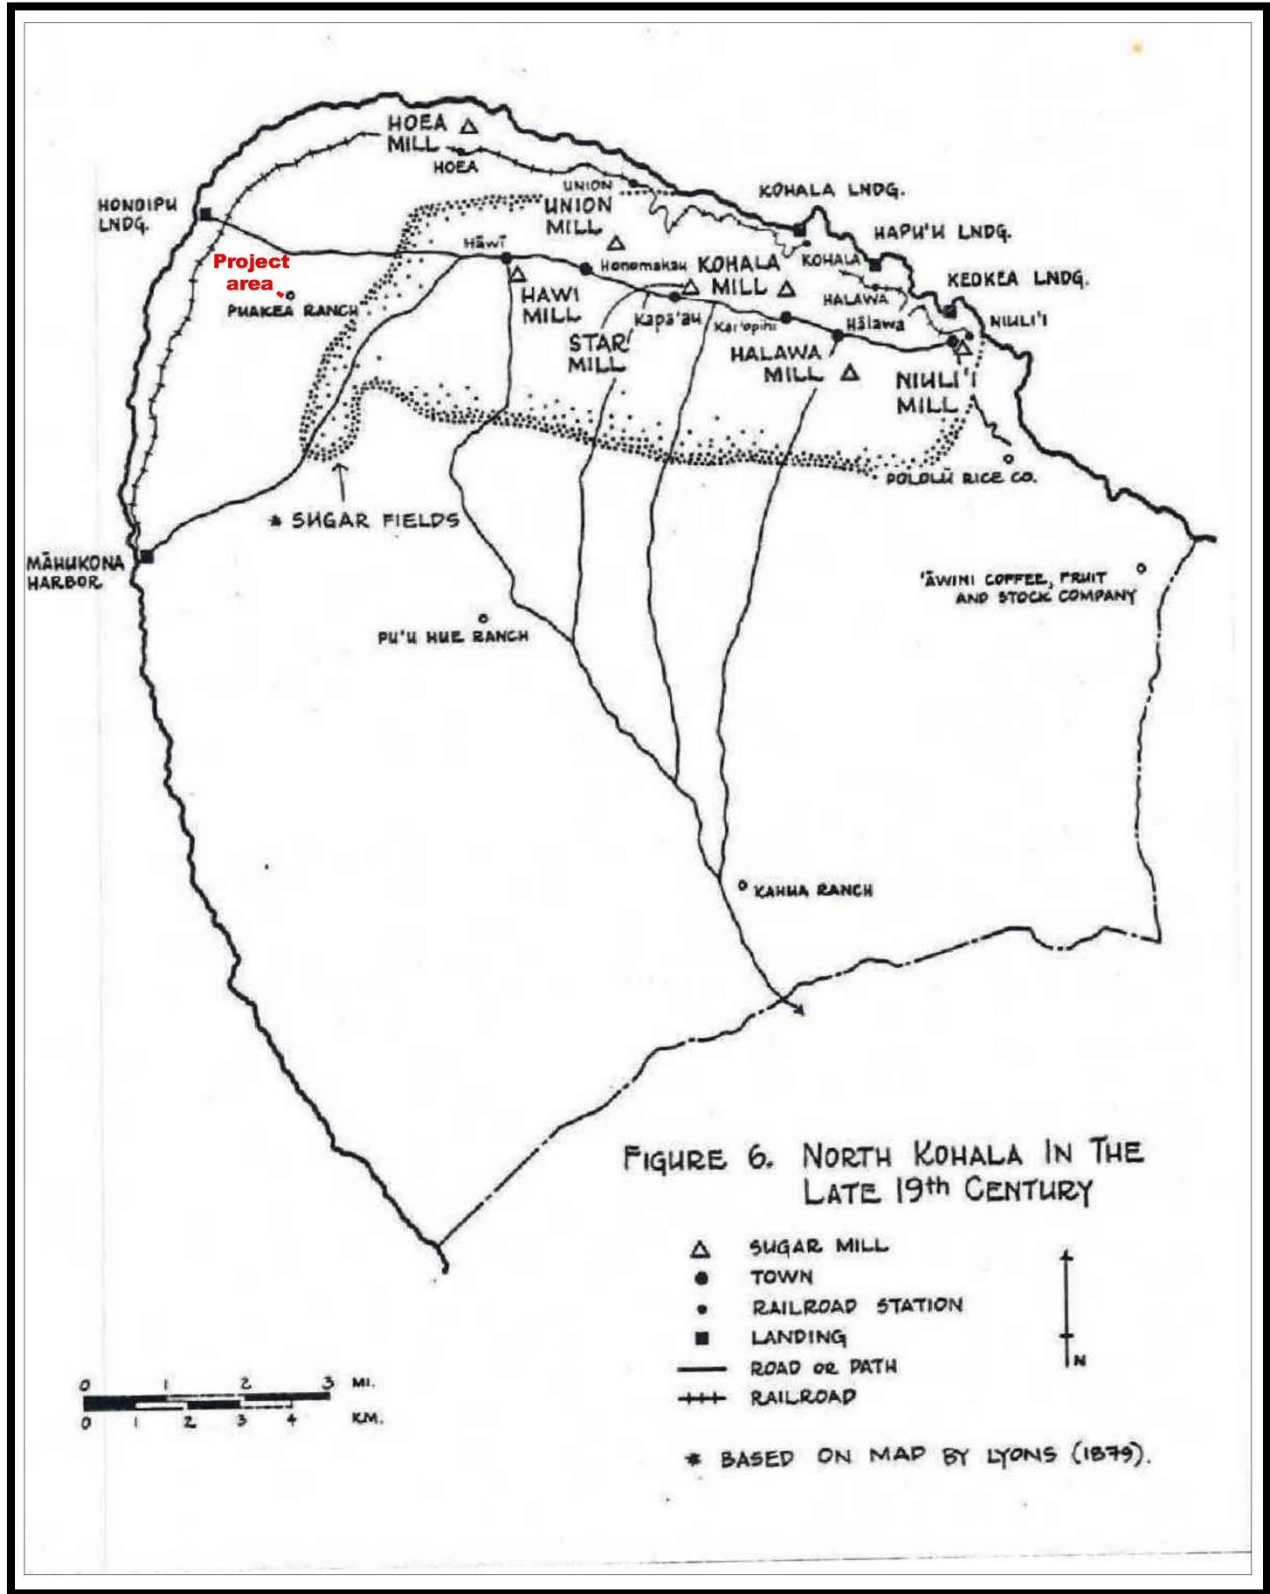 HOEA
MILL
HOEA
UNION
UNION
MILL
KOHALA LNDG.
HAPU'U LNDG.
KEOKEA LNDG.
HONOIPU
LNDG.
Project
area
PUAKEA RANCH
Hāwī
HAWI
MILL
Honomakau
KOHALA
MILL
KOHALA
HALAWA
NIULI'I
Kapa'au
STAR
MILL
Hālawa
HALAWA
MILL
NIULI'I
MILL
POLOLŪ RICE CO.
* SUGAR FIELDS
MĀHUKONA
HARBOR
'ĀWINI COFFEE, FRUIT
AND STOCK COMPANY
PU'U HUE RANCH
KAHUA RANCH
FIGURE 6. NORTH KOHALA IN THE
LATE 19th CENTURY
SUGAR MILL
TOWN
RAILROAD STATION
LANDING
ROAD OR PATH
RAILROAD
N
0 1 2 3 MI.
0 1 2 3 4 KM.
* BASED ON MAP BY LYONS (1879).